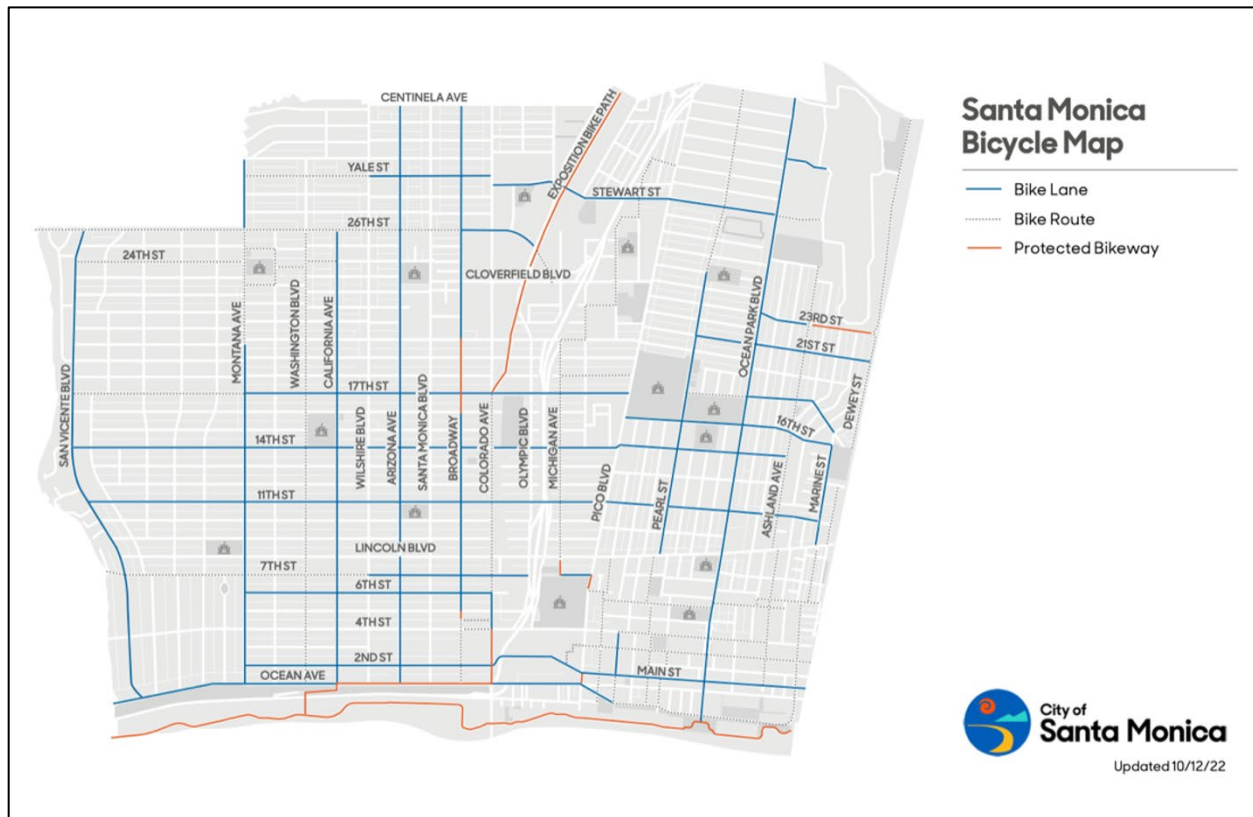 CENTINELA AVE
YALE ST
EXPOSITION BIKE PATH
STEWART ST
26TH ST
24TH ST
CLOVERFIELD BLVD
SAN VICENTE BLVD
MONTANA AVE
WASHINGTON BLVD
CALIFORNIA AVE
OCEAN PARK BLVD
23RD ST
21ST ST
17TH ST
DEWEY ST
16TH ST
14TH ST
WILSHIRE BLVD
ARIZONA AVE
SANTA MONICA BLVD
BROADWAY
COLORADO AVE
OLYMPIC BLVD
MICHIGAN AVE
PICO BLVD
PEARL ST
ASHLAND AVE
MARINE ST
11TH ST
LINCOLN BLVD
7TH ST
6TH ST
4TH ST
2ND ST
OCEAN AVE
MAIN ST
Santa Monica
Bicycle Map
Bike Lane
Bike Route
Protected Bikeway
City of
Santa Monica
Updated 10/12/22